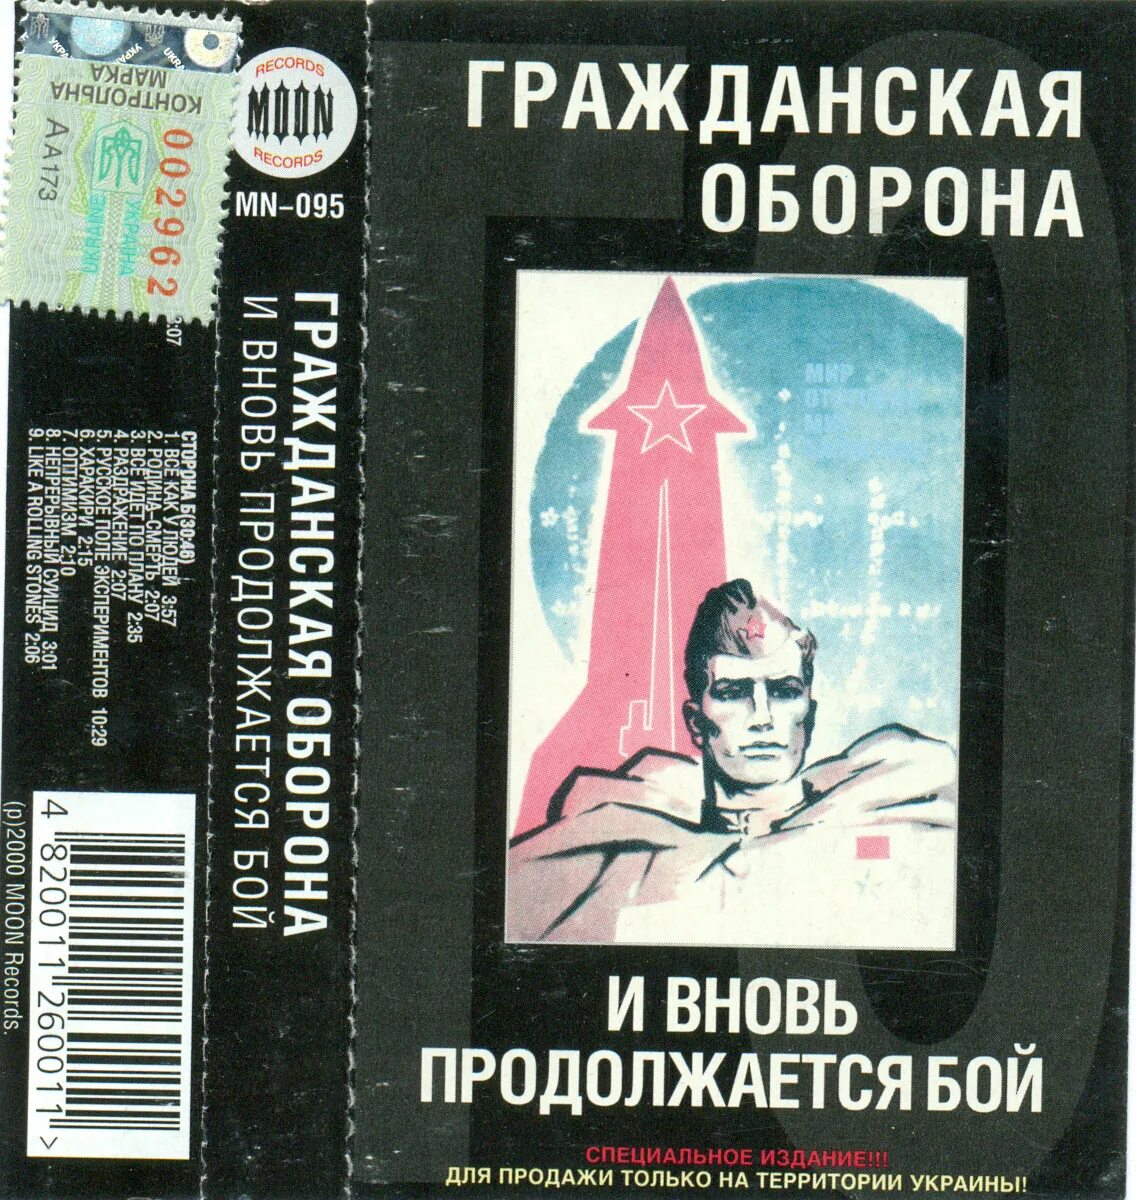 КОНТРОЛЬНА
МАРКА
АА173
002962
УКРАЇНА
UKRAINE
RECORDS
MOON
RECORDS
MN-095
ГРАЖДАНСКАЯ ОБОРОНА
И ВНОВЬ ПРОДОЛЖАЕТСЯ БОЙ
СТОРОНА Б(30:46)
1. ВСЕ КАК У ЛЮДЕЙ 3:57
2. РОДИНА-СМЕРТЬ 2:07
3. ВСЕ ИДЕТ ПО ПЛАНУ 2:35
4. РАЗДРАЖЕНИЕ 2:07
5. РУССКОЕ ПОЛЕ ЭКСПЕРИМЕНТОВ 10:29
6. ХАРАКИРИ 2:15
7. ОПТИМИЗМ 2:10
8. НЕПРЕРЫВНЫЙ СУИЦИД 3:01
9. LIKE A ROLLING STONES 2:06
4 820011 260011 >
(p)2000 MOON Records.
ГРАЖДАНСКАЯ
ОБОРОНА
МИР
И ВНОВЬ
ПРОДОЛЖАЕТСЯ БОЙ
СПЕЦИАЛЬНОЕ ИЗДАНИЕ!!!
ДЛЯ ПРОДАЖИ ТОЛЬКО НА ТЕРРИТОРИИ УКРАИНЫ!